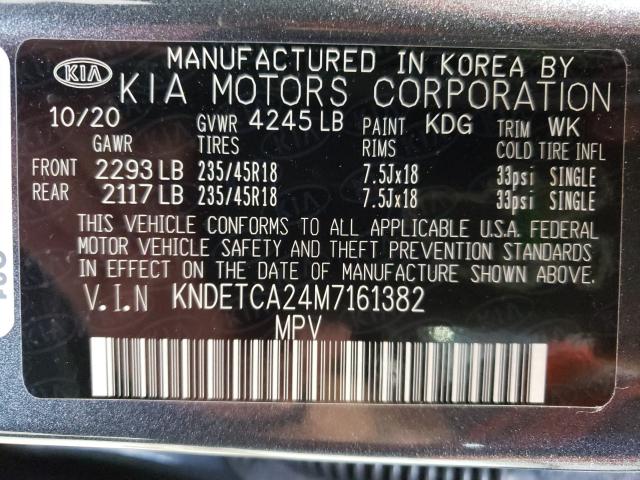 MANUFACTURED IN KOREA BY
KIA KIA MOTORS CORPORATION
10/20 GVWR 4245 LB PAINT KDG TRIM WK
GAWR TIRES RIMS COLD TIRE INFL
FRONT 2293 LB 235/45R18 7.5Jx18 33psi SINGLE
REAR 2117 LB 235/45R18 7.5Jx18 33psi SINGLE
THIS VEHICLE CONFORMS TO ALL APPLICABLE U.S.A. FEDERAL
MOTOR VEHICLE SAFETY AND THEFT PREVENTION STANDARDS
IN EFFECT ON THE DATE OF MANUFACTURE SHOWN ABOVE.
V.I.N KNDETCA24M7161382
MPV